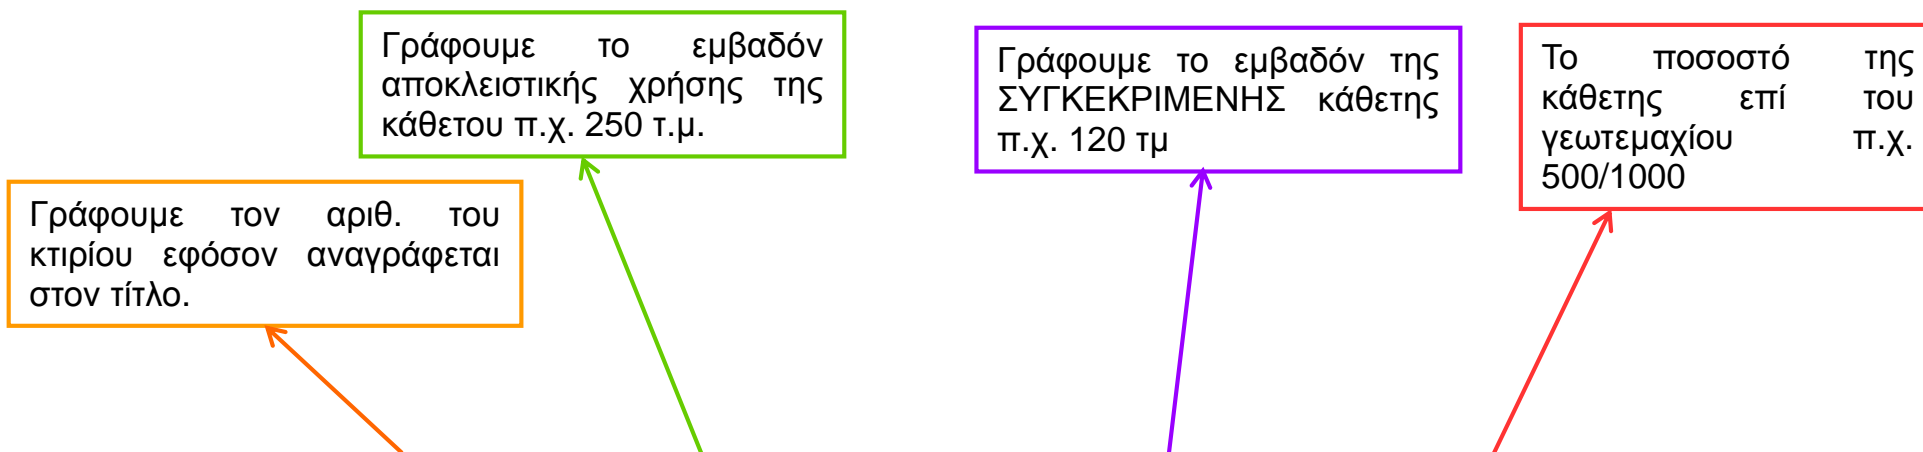 Γράφουμε το εμβαδόν
αποκλειστικής χρήσης της
κάθετου π.χ. 250 τ.μ.
Γράφουμε το εμβαδόν της
ΣΥΓΚΕΚΡΙΜΕΝΗΣ κάθετης
π.χ. 120 τμ
Το ποσοστό της
κάθετης επί του
γεωτεμαχίου π.χ.
500/1000
Γράφουμε τον αριθ. του
κτιρίου εφόσον αναγράφεται
στον τίτλο.